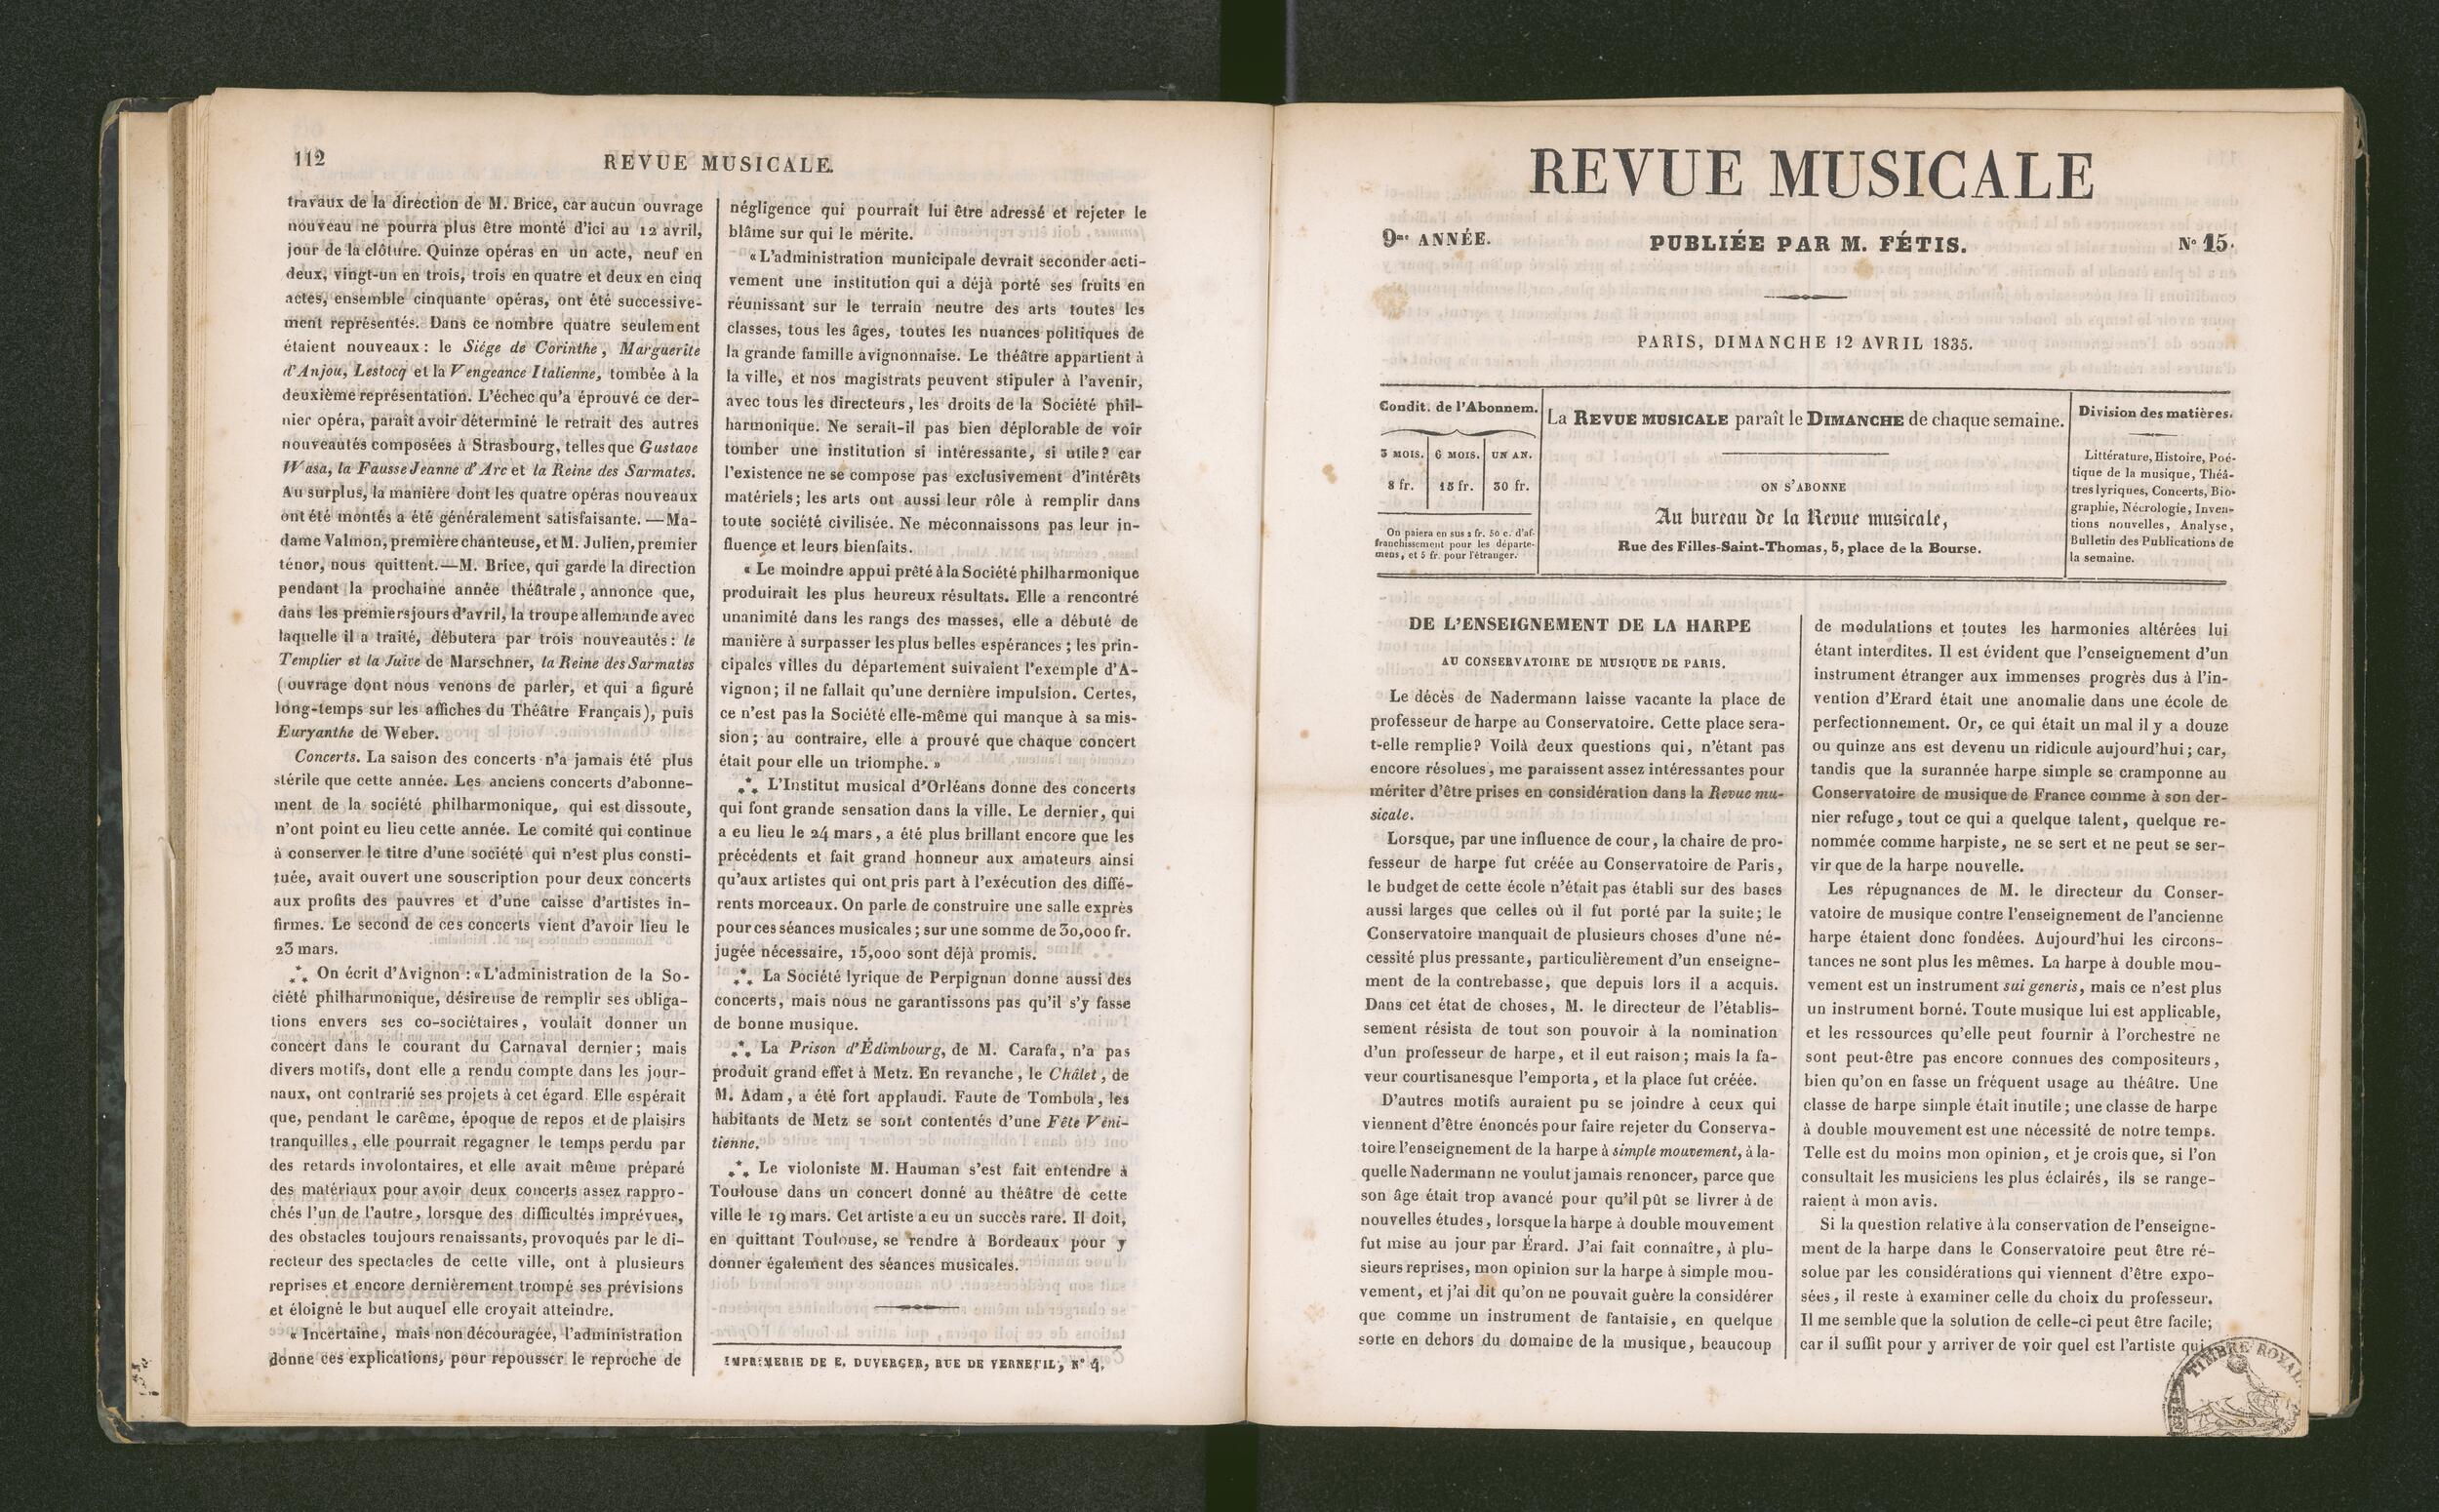 112
REVUE MUSICALE.
travaux de la direction de M. Brice, car aucun ouvrage
nouveau ne pourra plus être monté d'ici au 12 avril,
jour de la clôture. Quinze opéras en un acte, neuf en
deux, vingt-un en trois, trois en quatre et deux en cinq
actes, ensemble cinquante opéras, ont été successive-
ment représentés. Dans ce nombre quatre seulement
étaient nouveaux : le Siége de Corinthe, Marguerite
d'Anjou, Lestocq et la Vengeance Italienne, tombée à la
deuxième représentation. L'échec qu'a éprouvé ce der-
nier opéra, paraît avoir déterminé le retrait des autres
nouveautés composées à Strasbourg, telles que Gustave
Wasa, la Fausse Jeanne d'Arc et la Reine des Sarmates.
Au surplus, la manière dont les quatre opéras nouveaux
ont été montés a été généralement satisfaisante. — Ma-
dame Valmon, première chanteuse, et M. Julien, premier
ténor, nous quittent. — M. Brice, qui garde la direction
pendant la prochaine année théâtrale, annonce que,
dans les premiers jours d'avril, la troupe allemande avec
laquelle il a traité, débutera par trois nouveautés : le
Templier et la Juive de Marschner, la Reine des Sarmates
(ouvrage dont nous venons de parler, et qui a figuré
long-temps sur les affiches du Théâtre Français), puis
Euryanthe de Weber.
Concerts. La saison des concerts n'a jamais été plus
stérile que cette année. Les anciens concerts d'abonne-
ment de la société philharmonique, qui est dissoute,
n'ont point eu lieu cette année. Le comité qui continue
à conserver le titre d'une société qui n'est plus consti-
tuée, avait ouvert une souscription pour deux concerts
aux profits des pauvres et d'une caisse d'artistes in-
firmes. Le second de ces concerts vient d'avoir lieu le
23 mars.
⁂ On écrit d'Avignon : « L'administration de la So-
ciété philharmonique, désireuse de remplir ses obliga-
tions envers ses co-sociétaires, voulait donner un
concert dans le courant du Carnaval dernier ; mais
divers motifs, dont elle a rendu compte dans les jour-
naux, ont contrarié ses projets à cet égard. Elle espérait
que, pendant le carême, époque de repos et de plaisirs
tranquilles, elle pourrait regagner le temps perdu par
des retards involontaires, et elle avait même préparé
des matériaux pour avoir deux concerts assez rappro-
chés l'un de l'autre, lorsque des difficultés imprévues,
des obstacles toujours renaissants, provoqués par le di-
recteur des spectacles de cette ville, ont à plusieurs
reprises et encore dernièrement trompé ses prévisions
et éloigné le but auquel elle croyait atteindre.
« Incertaine, mais non découragée, l'administration
donne ces explications, pour repousser le reproche de
négligence qui pourrait lui être adressé et rejeter le
blâme sur qui le mérite.
« L'administration municipale devrait seconder acti-
vement une institution qui a déjà porté ses fruits en
réunissant sur le terrain neutre des arts toutes les
classes, tous les âges, toutes les nuances politiques de
la grande famille avignonnaise. Le théâtre appartient à
la ville, et nos magistrats peuvent stipuler à l'avenir,
avec tous les directeurs, les droits de la Société phil-
harmonique. Ne serait-il pas bien déplorable de voir
tomber une institution si intéressante, si utile ? car
l'existence ne se compose pas exclusivement d'intérêts
matériels ; les arts ont aussi leur rôle à remplir dans
toute société civilisée. Ne méconnaissons pas leur in-
fluence et leurs bienfaits.
« Le moindre appui prêté à la Société philharmonique
produirait les plus heureux résultats. Elle a rencontré
unanimité dans les rangs des masses, elle a débuté de
manière à surpasser les plus belles espérances ; les prin-
cipales villes du département suivaient l'exemple d'A-
vignon ; il ne fallait qu'une dernière impulsion. Certes,
ce n'est pas la Société elle-même qui manque à sa mis-
sion ; au contraire, elle a prouvé que chaque concert
était pour elle un triomphe. »
⁂ L'Institut musical d'Orléans donne des concerts
qui font grande sensation dans la ville. Le dernier, qui
a eu lieu le 24 mars, a été plus brillant encore que les
précédents et fait grand honneur aux amateurs ainsi
qu'aux artistes qui ont pris part à l'exécution des diffé-
rents morceaux. On parle de construire une salle exprès
pour ces séances musicales ; sur une somme de 30,000 fr.
jugée nécessaire, 15,000 sont déjà promis.
⁂ La Société lyrique de Perpignan donne aussi des
concerts, mais nous ne garantissons pas qu'il s'y fasse
de bonne musique.
⁂ La Prison d'Édimbourg, de M. Carafa, n'a pas
produit grand effet à Metz. En revanche, le Châlet, de
M. Adam, a été fort applaudi. Faute de Tombola, les
habitants de Metz se sont contentés d'une Fête Véni-
tienne.
⁂ Le violoniste M. Hauman s'est fait entendre à
Toulouse dans un concert donné au théâtre de cette
ville le 19 mars. Cet artiste a eu un succès rare. Il doit,
en quittant Toulouse, se rendre à Bordeaux pour y
donner également des séances musicales.
IMPRIMERIE DE E. DUVERGER, RUE DE VERNEUIL, N° 4.
REVUE MUSICALE
9me ANNÉE.
PUBLIÉE PAR M. FÉTIS.
N° 15.
PARIS, DIMANCHE 12 AVRIL 1835.
Condit. de l'Abonnem.
3 MOIS. 6 MOIS. UN AN.
8 fr. 15 fr. 30 fr.
On paiera en sus 2 fr. 50 c. d'af-
franchissement pour les départe-
mens, et 5 fr. pour l'étranger.
La REVUE MUSICALE paraît le DIMANCHE de chaque semaine.
ON S'ABONNE
Au bureau de la Revue musicale,
Rue des Filles-Saint-Thomas, 5, place de la Bourse.
Division des matières.
Littérature, Histoire, Poé-
tique de la musique, Théâ-
tres lyriques, Concerts, Bio-
graphie, Nécrologie, Inven-
tions nouvelles, Analyse,
Bulletin des Publications de
la semaine.
DE L'ENSEIGNEMENT DE LA HARPE
AU CONSERVATOIRE DE MUSIQUE DE PARIS.
Le décès de Nadermann laisse vacante la place de
professeur de harpe au Conservatoire. Cette place sera-
t-elle remplie ? Voilà deux questions qui, n'étant pas
encore résolues, me paraissent assez intéressantes pour
mériter d'être prises en considération dans la Revue mu-
sicale.
Lorsque, par une influence de cour, la chaire de pro-
fesseur de harpe fut créée au Conservatoire de Paris,
le budget de cette école n'était pas établi sur des bases
aussi larges que celles où il fut porté par la suite ; le
Conservatoire manquait de plusieurs choses d'une né-
cessité plus pressante, particulièrement d'un enseigne-
ment de la contrebasse, que depuis lors il a acquis.
Dans cet état de choses, M. le directeur de l'établis-
sement résista de tout son pouvoir à la nomination
d'un professeur de harpe, et il eut raison ; mais la fa-
veur courtisanesque l'emporta, et la place fut créée.
D'autres motifs auraient pu se joindre à ceux qui
viennent d'être énoncés pour faire rejeter du Conserva-
toire l'enseignement de la harpe à simple mouvement, à la-
quelle Nadermann ne voulut jamais renoncer, parce que
son âge était trop avancé pour qu'il pût se livrer à de
nouvelles études, lorsque la harpe à double mouvement
fut mise au jour par Érard. J'ai fait connaître, à plu-
sieurs reprises, mon opinion sur la harpe à simple mou-
vement, et j'ai dit qu'on ne pouvait guère la considérer
que comme un instrument de fantaisie, en quelque
sorte en dehors du domaine de la musique, beaucoup
de modulations et toutes les harmonies altérées lui
étant interdites. Il est évident que l'enseignement d'un
instrument étranger aux immenses progrès dus à l'in-
vention d'Erard était une anomalie dans une école de
perfectionnement. Or, ce qui était un mal il y a douze
ou quinze ans est devenu un ridicule aujourd'hui ; car,
tandis que la surannée harpe simple se cramponne au
Conservatoire de musique de France comme à son der-
nier refuge, tout ce qui a quelque talent, quelque re-
nommée comme harpiste, ne se sert et ne peut se ser-
vir que de la harpe nouvelle.
Les répugnances de M. le directeur du Conser-
vatoire de musique contre l'enseignement de l'ancienne
harpe étaient donc fondées. Aujourd'hui les circons-
tances ne sont plus les mêmes. La harpe à double mou-
vement est un instrument sui generis, mais ce n'est plus
un instrument borné. Toute musique lui est applicable,
et les ressources qu'elle peut fournir à l'orchestre ne
sont peut-être pas encore connues des compositeurs,
bien qu'on en fasse un fréquent usage au théâtre. Une
classe de harpe simple était inutile ; une classe de harpe
à double mouvement est une nécessité de notre temps.
Telle est du moins mon opinion, et je crois que, si l'on
consultait les musiciens les plus éclairés, ils se range-
raient à mon avis.
Si la question relative à la conservation de l'enseigne-
ment de la harpe dans le Conservatoire peut être ré-
solue par les considérations qui viennent d'être expo-
sées, il reste à examiner celle du choix du professeur.
Il me semble que la solution de celle-ci peut être facile ;
car il suffit pour y arriver de voir quel est l'artiste qui
TIMBRE ROYAL